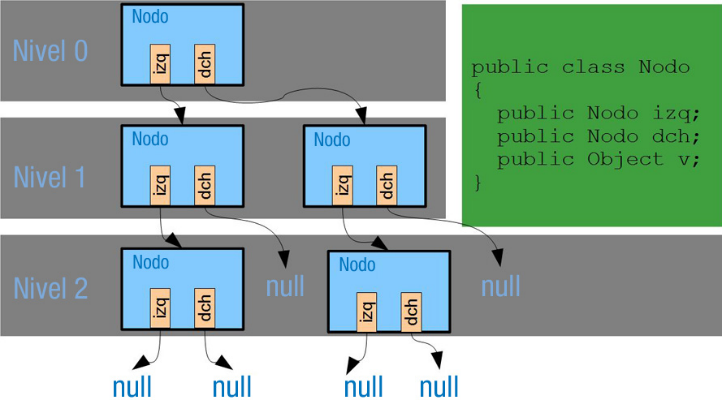 Nodo
Nivel 0
izq
dch
public class Nodo
{
public Nodo izq;
public Nodo dch;
public Object v;
}
Nodo
Nodo
Nivel 1
izq
dch
izq
dch
Nodo
Nodo
Nivel 2
null
null
izq
dch
izq
dch
null
null
null
null